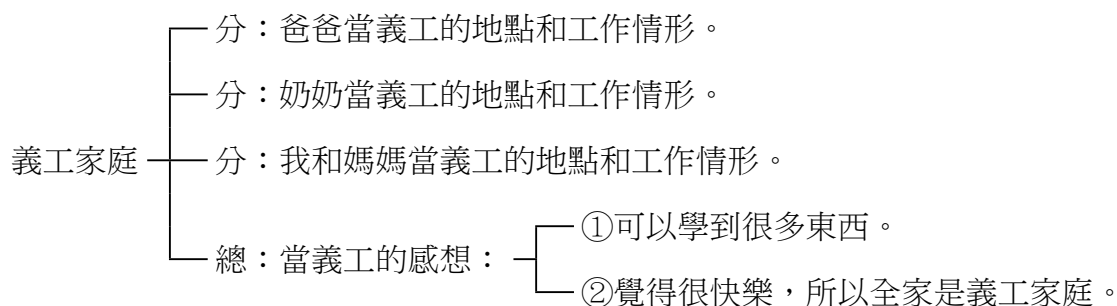 分：爸爸當義工的地點和工作情形。
分：奶奶當義工的地點和工作情形。
義工家庭
分：我和媽媽當義工的地點和工作情形。
總：當義工的感想：
①可以學到很多東西。
②覺得很快樂，所以全家是義工家庭。